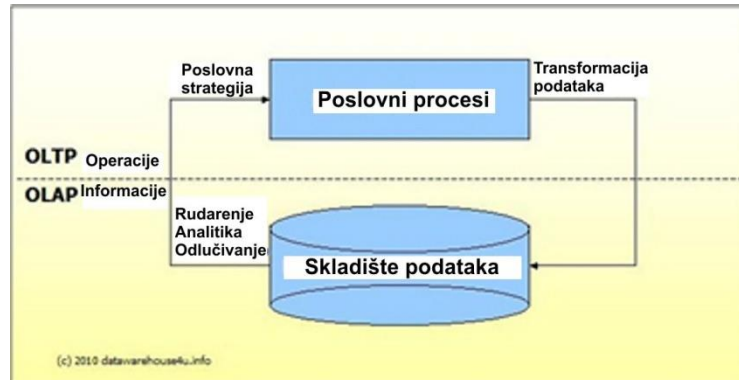 Poslovna
strategija
Poslovni procesi
Transformacija
podataka
OLTP Operacije
OLAP Informacije
Rudarenje
Analitika
Odlučivanje
Skladište podataka
(c) 2010 datawarehouse4u.info